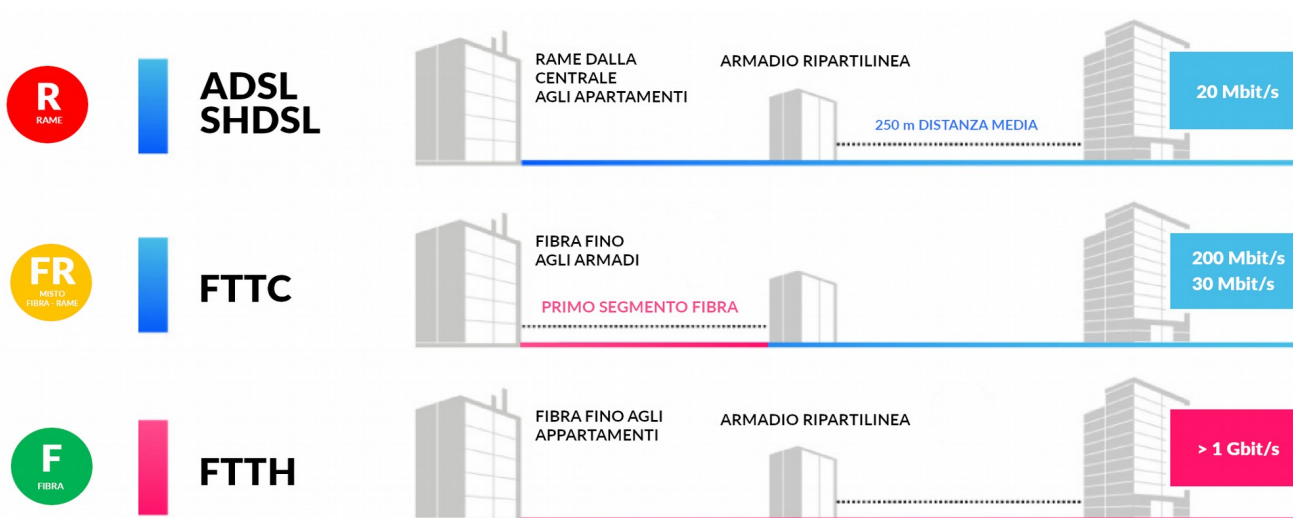 R
RAME
ADSL
SHDSL
RAME DALLA
CENTRALE
AGLI APARTAMENTI
ARMADIO RIPARTILINEA
250 m DISTANZA MEDIA
20 Mbit/s
FR
MISTO
FIBRA - RAME
FTTC
FIBRA FINO
AGLI ARMADI
PRIMO SEGMENTO FIBRA
200 Mbit/s
30 Mbit/s
F
FIBRA
FTTH
FIBRA FINO AGLI
APPARTAMENTI
ARMADIO RIPARTILINEA
> 1 Gbit/s